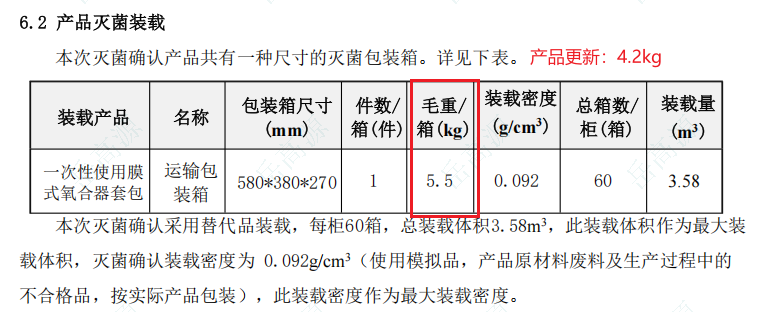 6.2 产品灭菌装载
本次灭菌确认产品共有一种尺寸的灭菌包装箱。详见下表。 产品更新：4.2kg
装载产品 名称 包装箱尺寸(mm) 件数/箱(件) 毛重/箱(kg) 装载密度(g/cm³) 总箱数/柜(箱) 装载量(m³)
一次性使用膜式氧合器套包 运输包装箱 580*380*270 1 5.5 0.092 60 3.58
本次灭菌确认采用替代品装载，每柜60箱，总装载体积3.58m³，此装载体积作为最大装
载体积，灭菌确认装载密度为 0.092g/cm³（使用模拟品，产品原材料废料及生产过程中的
不合格品，按实际产品包装），此装载密度作为最大装载密度。